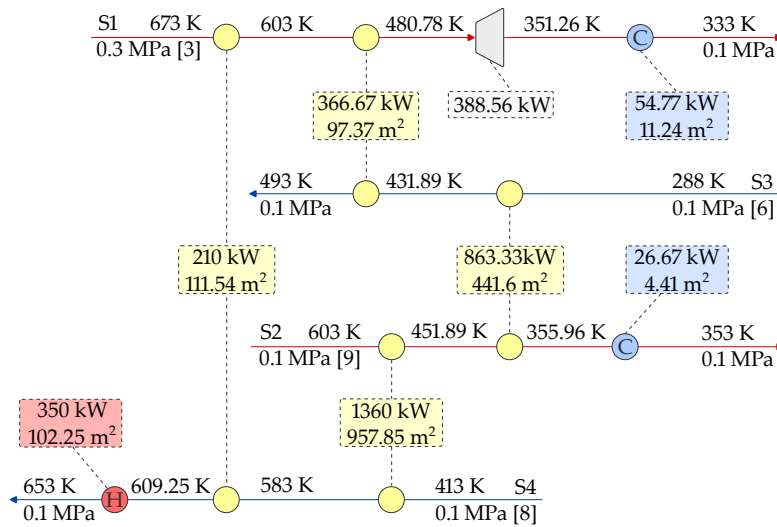 S1 673 K 603 K 480.78 K 351.26 K C 333 K
0.3 MPa [3] 0.1 MPa
366.67 kW
97.37 m²
388.56 kW
54.77 kW
11.24 m²
493 K 431.89 K 288 K S3
0.1 MPa 0.1 MPa [6]
210 kW
111.54 m²
863.33kW
441.6 m²
26.67 kW
4.41 m²
S2 603 K 451.89 K 355.96 K C 353 K
0.1 MPa [9] 0.1 MPa
350 kW
102.25 m²
1360 kW
957.85 m²
653 K H 609.25 K 583 K 413 K S4
0.1 MPa 0.1 MPa [8]